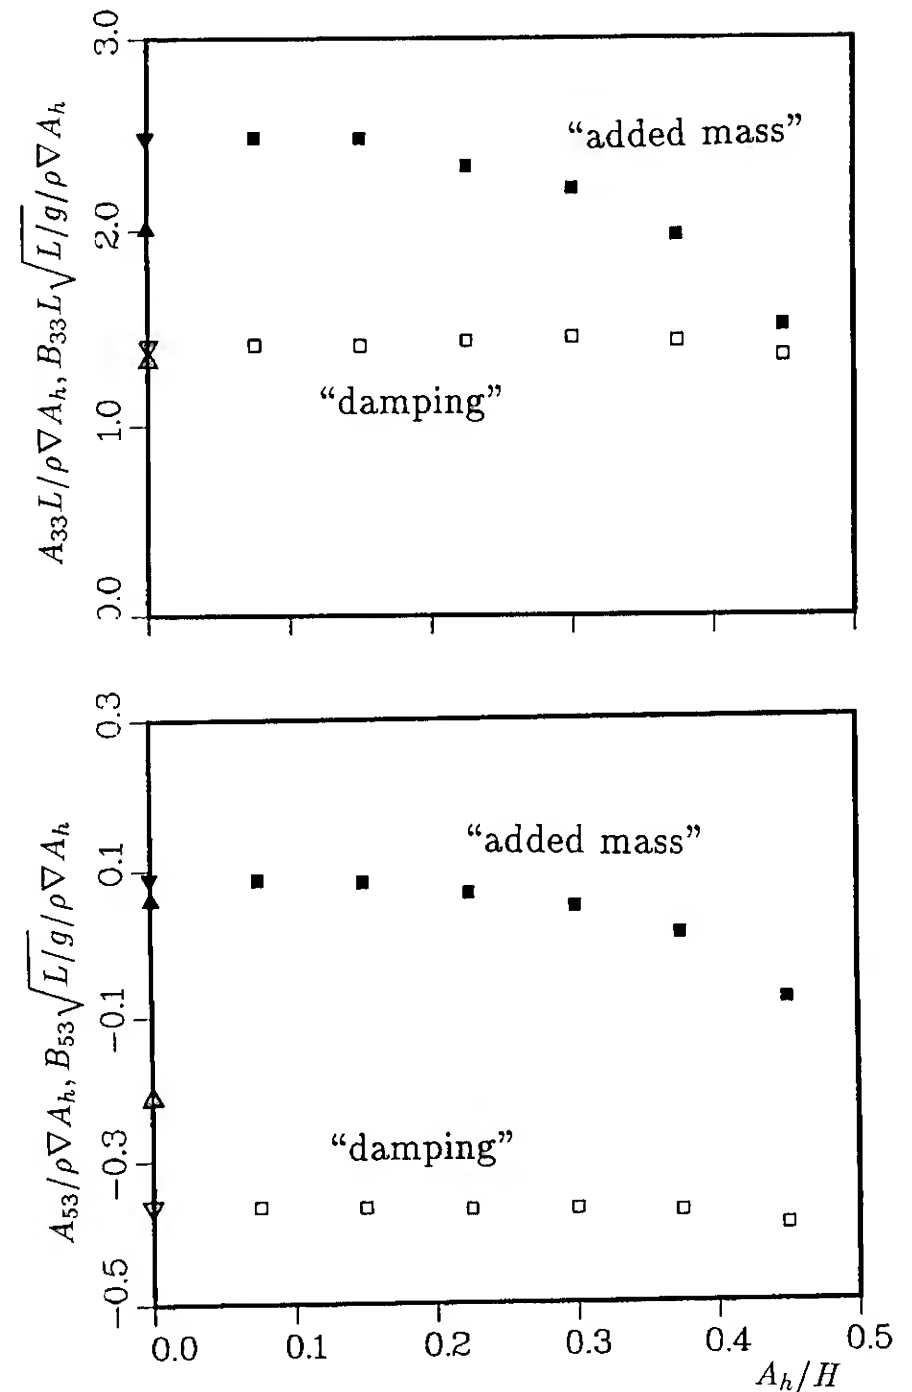 3.0
2.0
1.0
0.0
A₃₃L/ρ∇Aₕ, B₃₃L√L/g/ρ∇Aₕ
“added mass”
“damping”
0.3
0.1
−0.1
−0.3
−0.5
A₅₃/ρ∇Aₕ, B₅₃√L/g/ρ∇Aₕ
“added mass”
“damping”
0.0 0.1 0.2 0.3 0.4 0.5
Aₕ/H